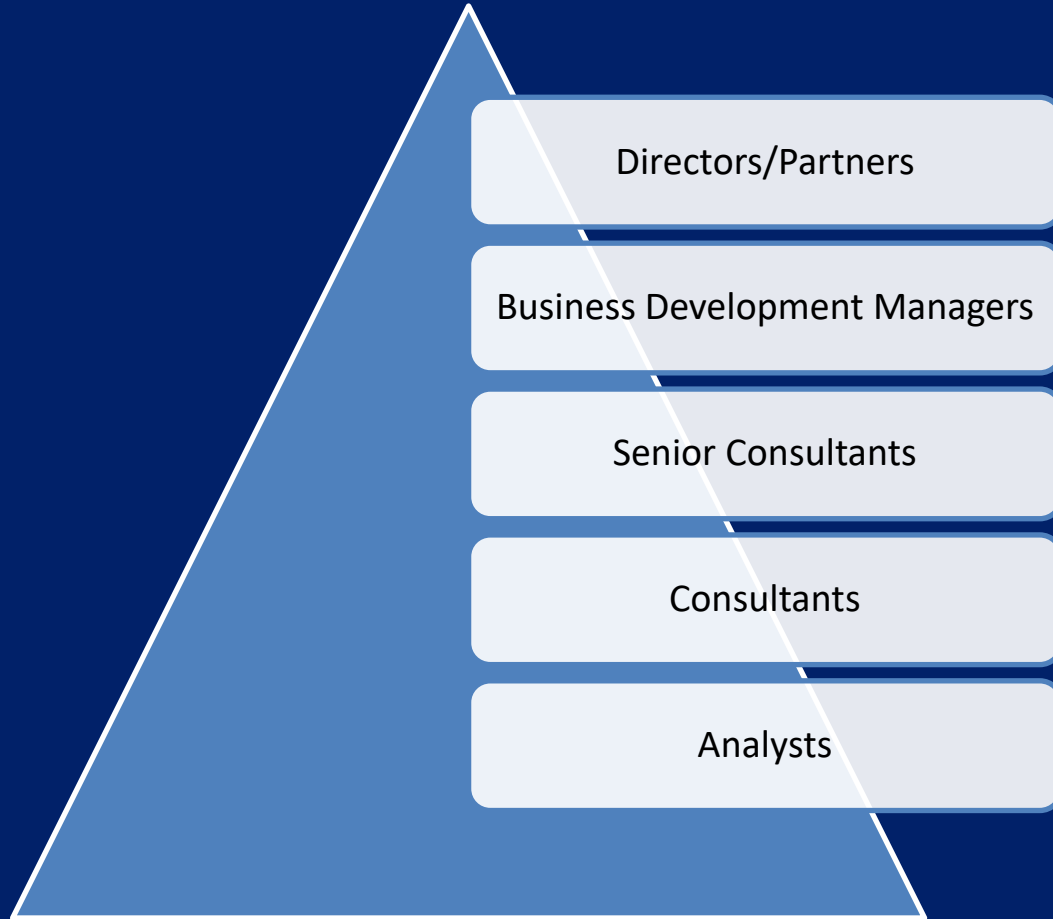 Directors/Partners
Business Development Managers
Senior Consultants
Consultants
Analysts